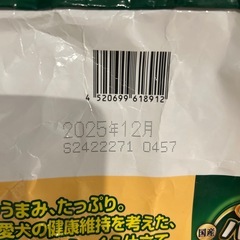 4 520699 618912
2025年12月
S2422271 0457
うまみ、たっぷり。
愛犬の健康維持を考えた、
国産